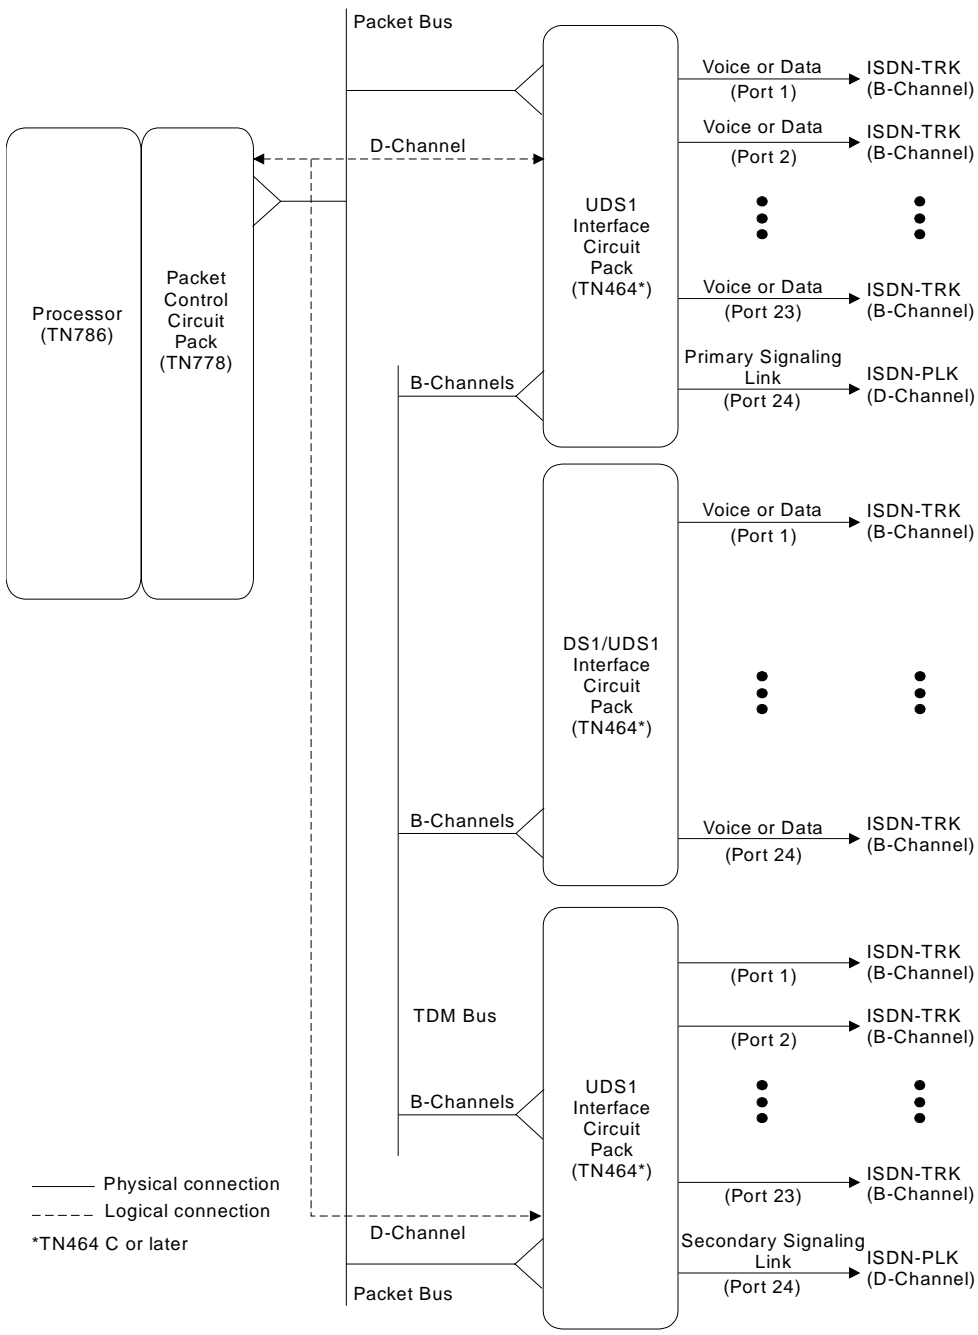 Packet Bus
Voice or Data
(Port 1)
ISDN-TRK
(B-Channel)
D-Channel
Voice or Data
(Port 2)
ISDN-TRK
(B-Channel)
UDS1
Interface
Circuit
Pack
(TN464*)
Processor
(TN786)
Packet
Control
Circuit
Pack
(TN778)
Voice or Data
(Port 23)
ISDN-TRK
(B-Channel)
B-Channels
Primary Signaling
Link
(Port 24)
ISDN-PLK
(D-Channel)
Voice or Data
(Port 1)
ISDN-TRK
(B-Channel)
DS1/UDS1
Interface
Circuit
Pack
(TN464*)
B-Channels
Voice or Data
(Port 24)
ISDN-TRK
(B-Channel)
(Port 1)
ISDN-TRK
(B-Channel)
TDM Bus
(Port 2)
ISDN-TRK
(B-Channel)
B-Channels
UDS1
Interface
Circuit
Pack
(TN464*)
(Port 23)
ISDN-TRK
(B-Channel)
D-Channel
Secondary Signaling
Link
(Port 24)
ISDN-PLK
(D-Channel)
Packet Bus
Physical connection
Logical connection
*TN464 C or later